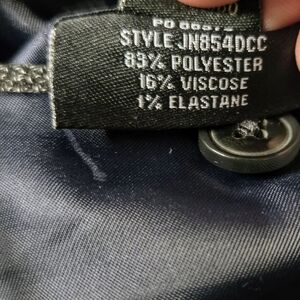 STYLE JN854DCC
83% POLYESTER
16% VISCOSE
1% ELASTANE